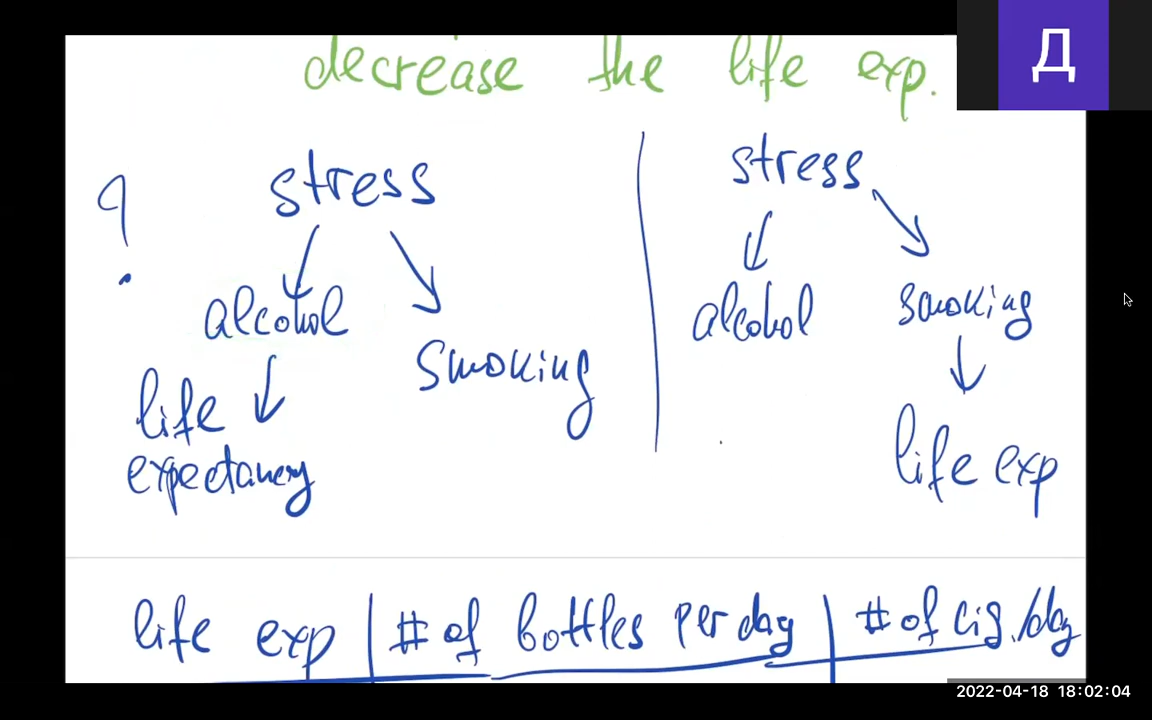 decrease the life exp.
Д
?
stress
alcohol
smoking
life
expectancy
stress
alcohol
smoking
life exp
life exp | # of bottles per day | # of cig./day
2022-04-18 18:02:04